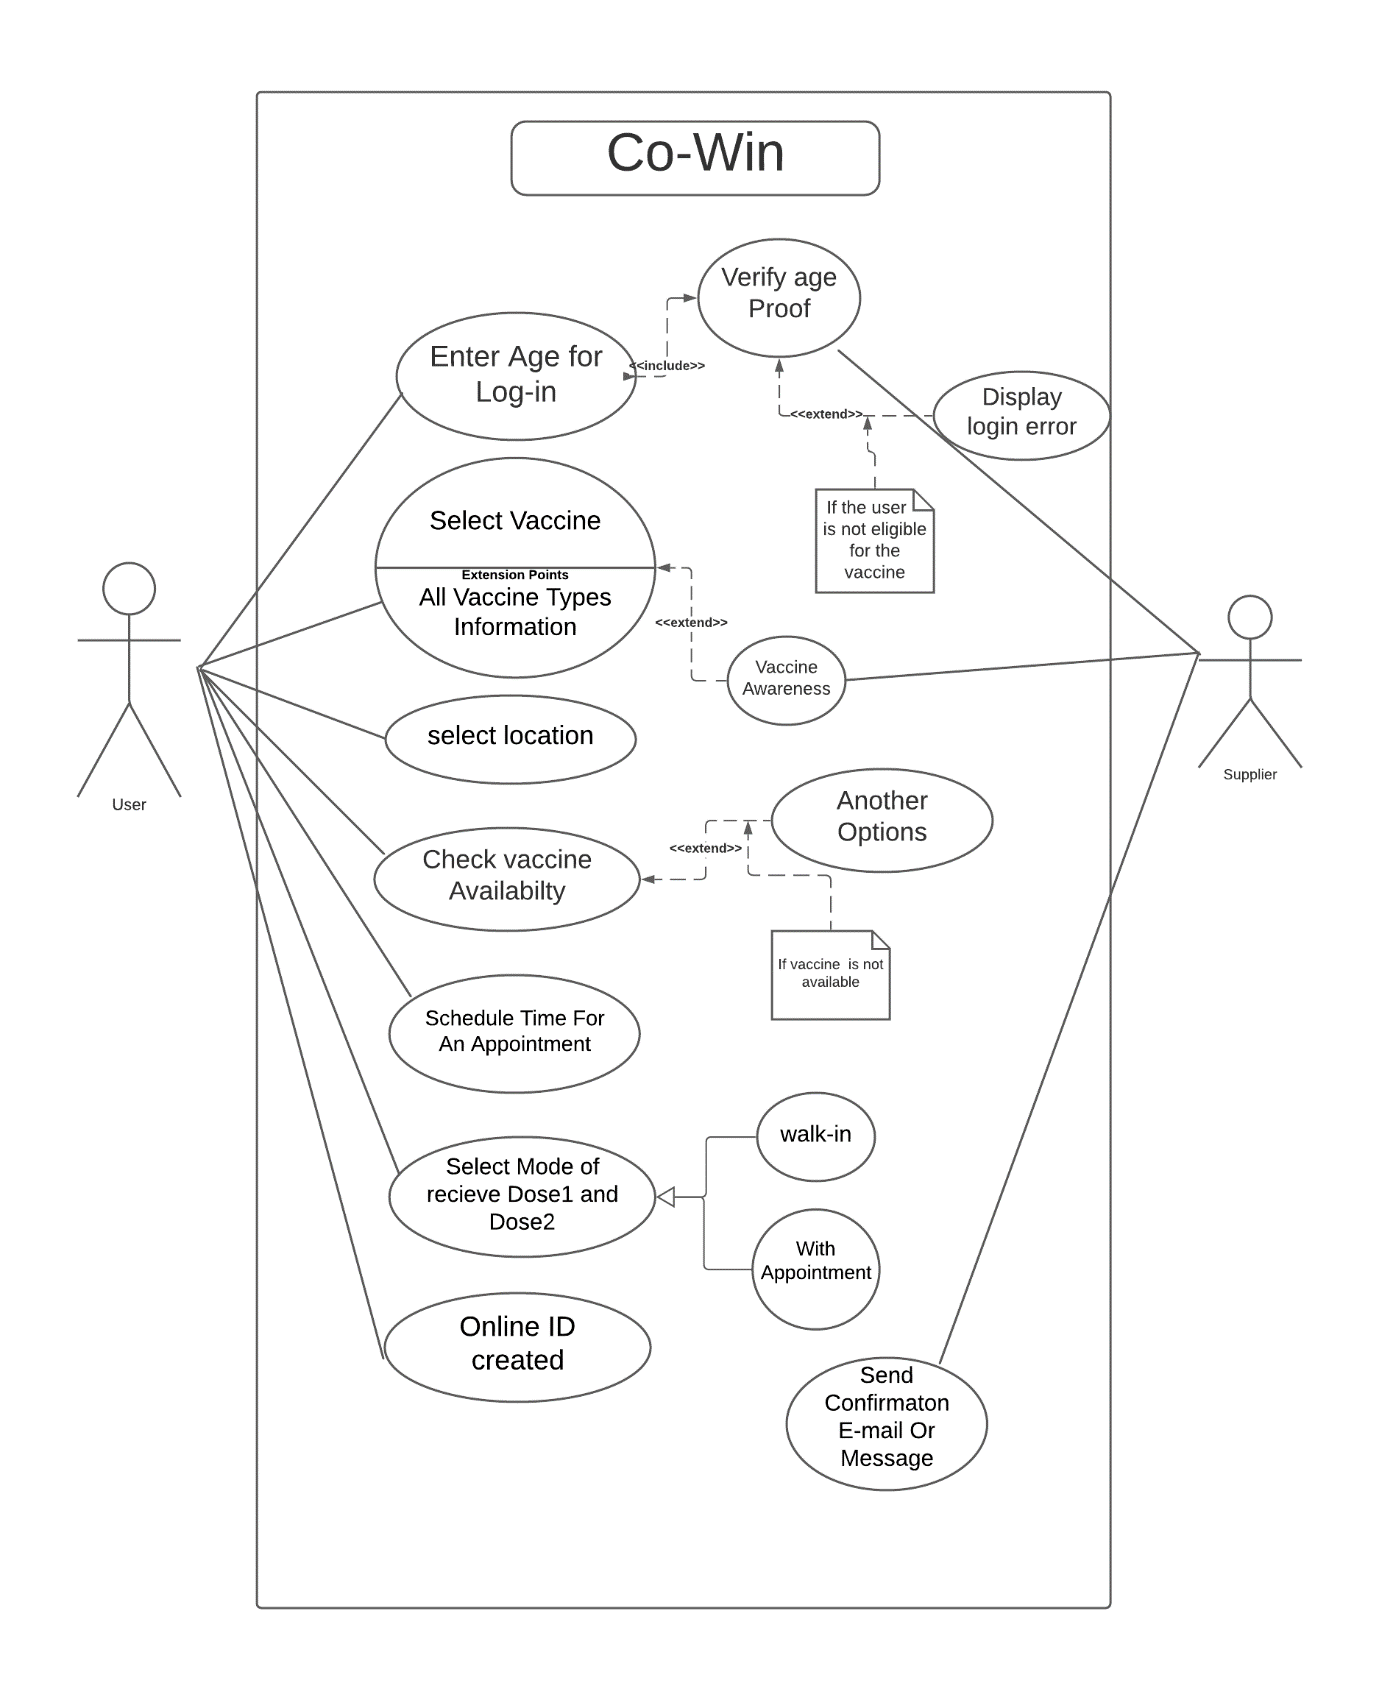 Co-Win
Verify age
Proof
Enter Age for
Log-in
<<include>>
Display
login error
<<extend>>
If the user
is not eligible
for the
vaccine
Select Vaccine
Extension Points
All Vaccine Types
Information
<<extend>>
Vaccine
Awareness
select location
User
Supplier
Another
Options
<<extend>>
Check vaccine
Availabilty
If vaccine is not
available
Schedule Time For
An Appointment
walk-in
Select Mode of
recieve Dose1 and
Dose2
With
Appointment
Online ID
created
Send
Confirmaton
E-mail Or
Message